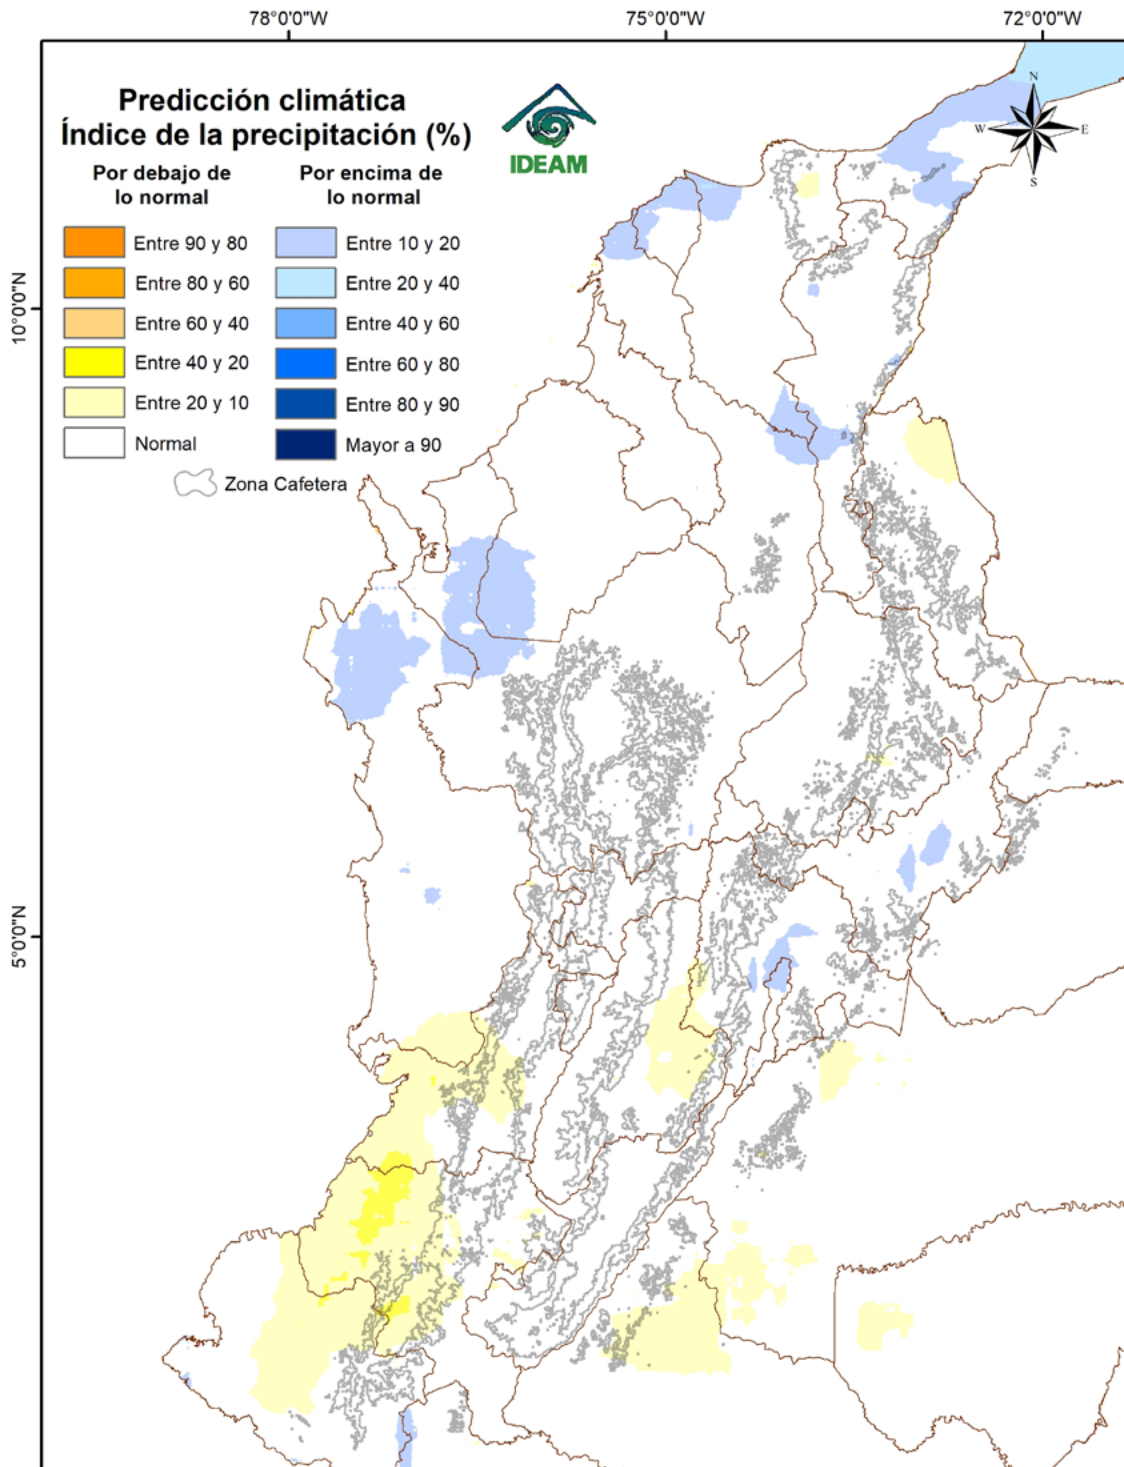 78°0'0"W 75°0'0"W 72°0'0"W
Predicción climática
Índice de la precipitación (%)
IDEAM
Por debajo de
lo normal
Entre 90 y 80
Entre 80 y 60
Entre 60 y 40
Entre 40 y 20
Entre 20 y 10
Normal
Por encima de
lo normal
Entre 10 y 20
Entre 20 y 40
Entre 40 y 60
Entre 60 y 80
Entre 80 y 90
Mayor a 90
Zona Cafetera
N
W E
S
10°0'0"N
5°0'0"N